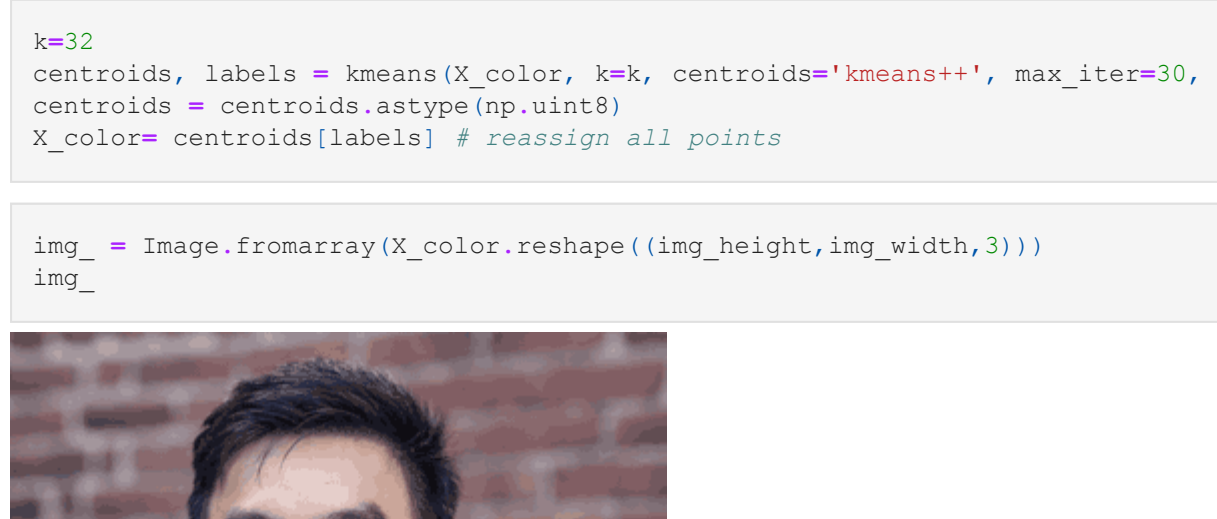 k=32
centroids, labels = kmeans(X_color, k=k, centroids='kmeans++', max_iter=30,
centroids = centroids.astype(np.uint8)
X_color= centroids[labels] # reassign all points
img_ = Image.fromarray(X_color.reshape((img_height,img_width,3)))
img_